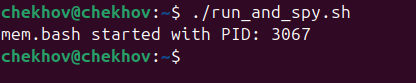 chekhov@chekhov:~$ ./run_and_spy.sh
mem.bash started with PID: 3067
chekhov@chekhov:~$